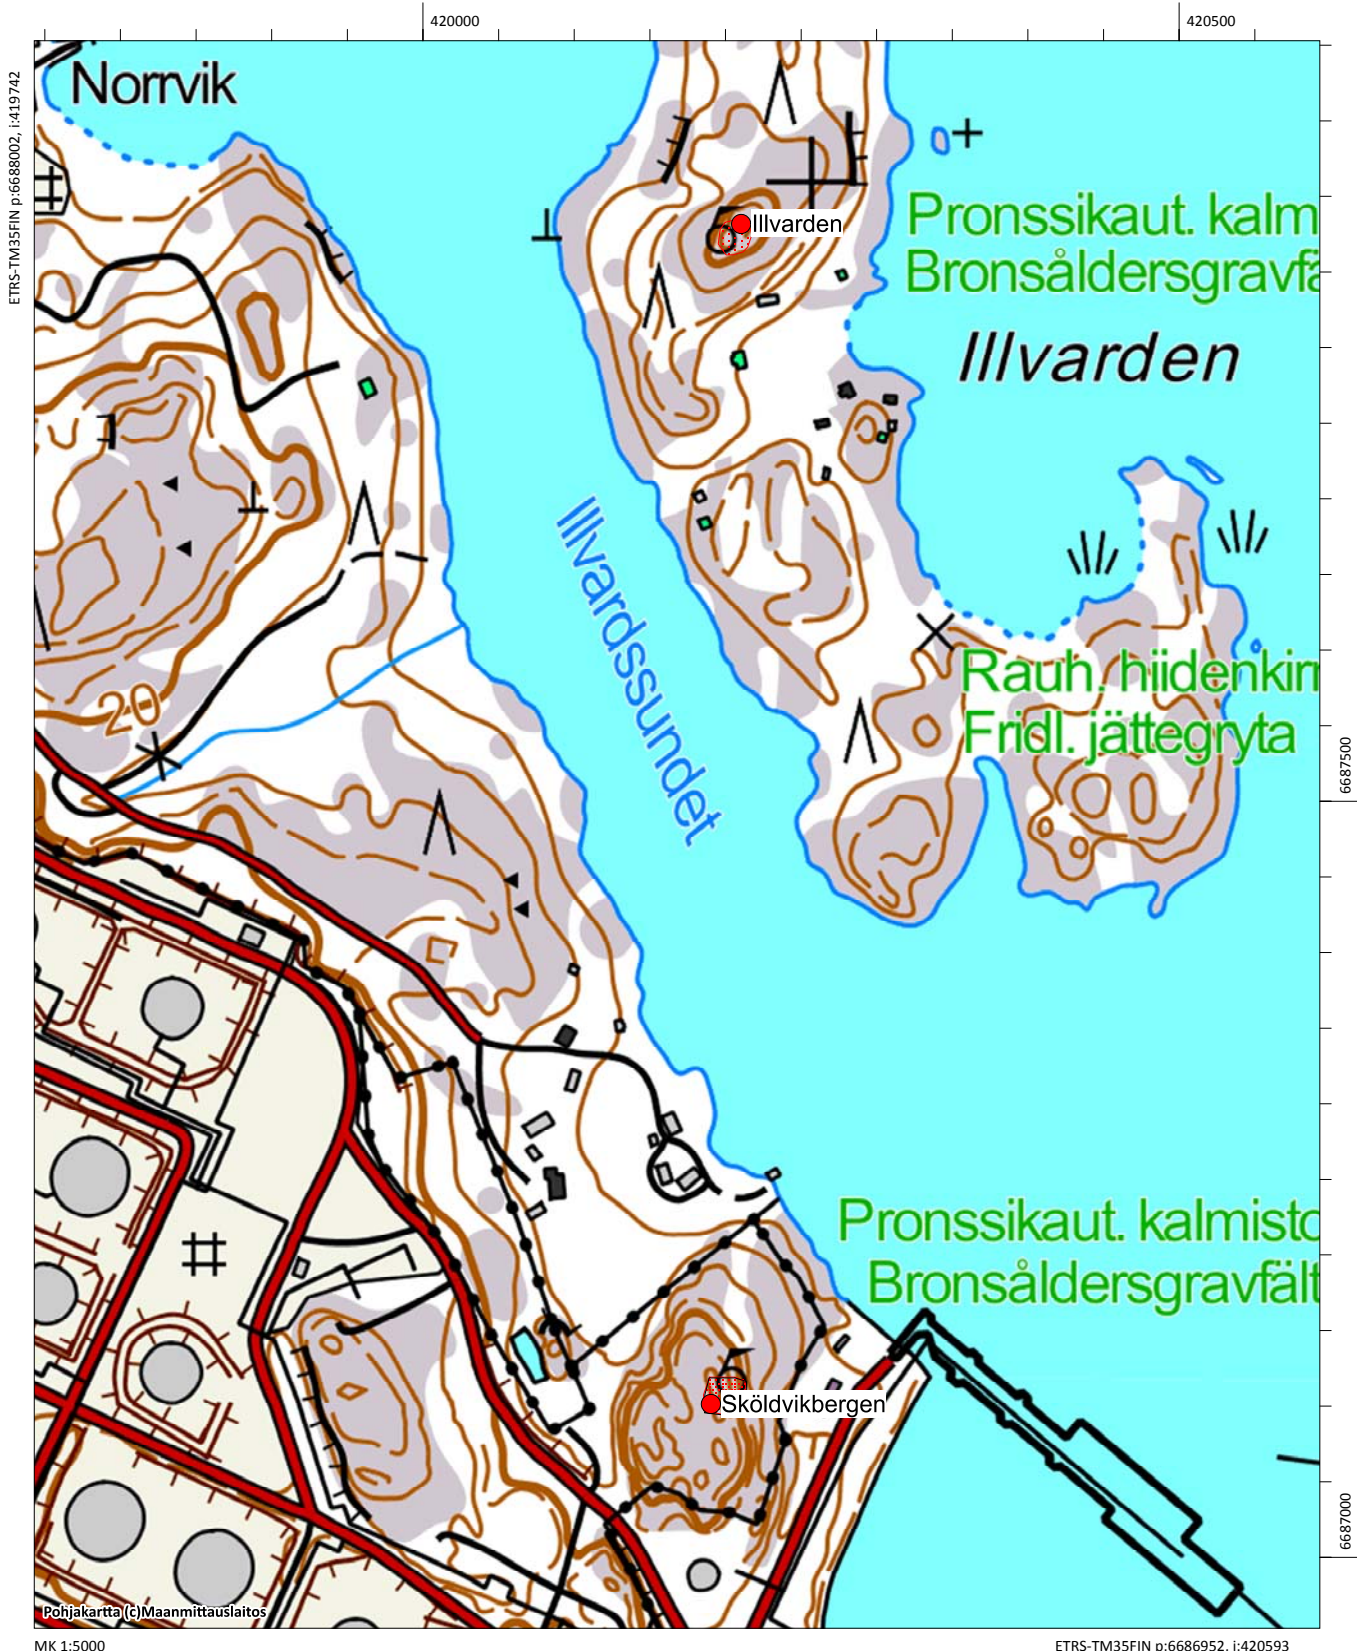 420000
420500
ETRS-TM35FIN p:6688002, i:419742
Norrvik
Illvarden
Pronssikaut. kalm
Bronsåldersgravfä
Illvarden
Illvardssundet
Rauh. hiidenkirn
Fridl. jättegryta
20
6687500
Pronssikaut. kalmisto
Bronsåldersgravfält
Sköldvikbergen
6687000
Pohjakartta (c)Maanmittauslaitos
MK 1:5000
ETRS-TM35FIN p:6686952, i:420593